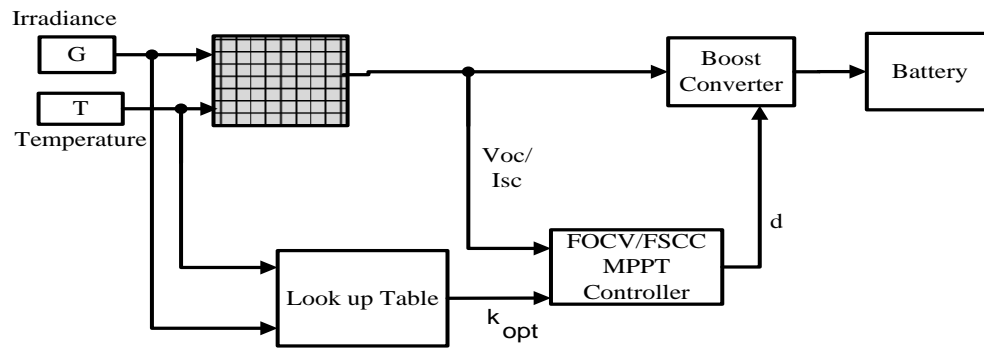 Irradiance
G
T
Temperature
Boost
Converter
Battery
Voc/
Isc
d
FOCV/FSCC
MPPT
Controller
Look up Table
k opt